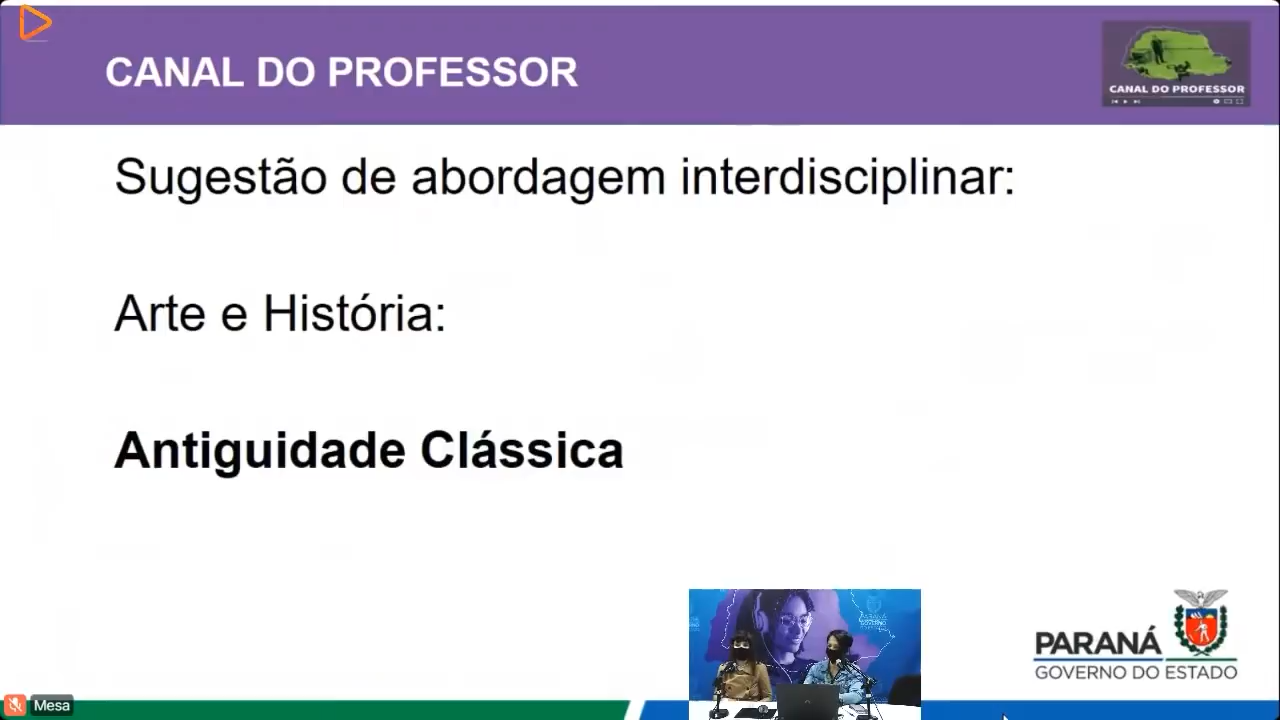 CANAL DO PROFESSOR
CANAL DO PROFESSOR
Sugestão de abordagem interdisciplinar:
Arte e História:
Antiguidade Clássica
PARANÁ
GOVERNO DO ESTADO
Mesa